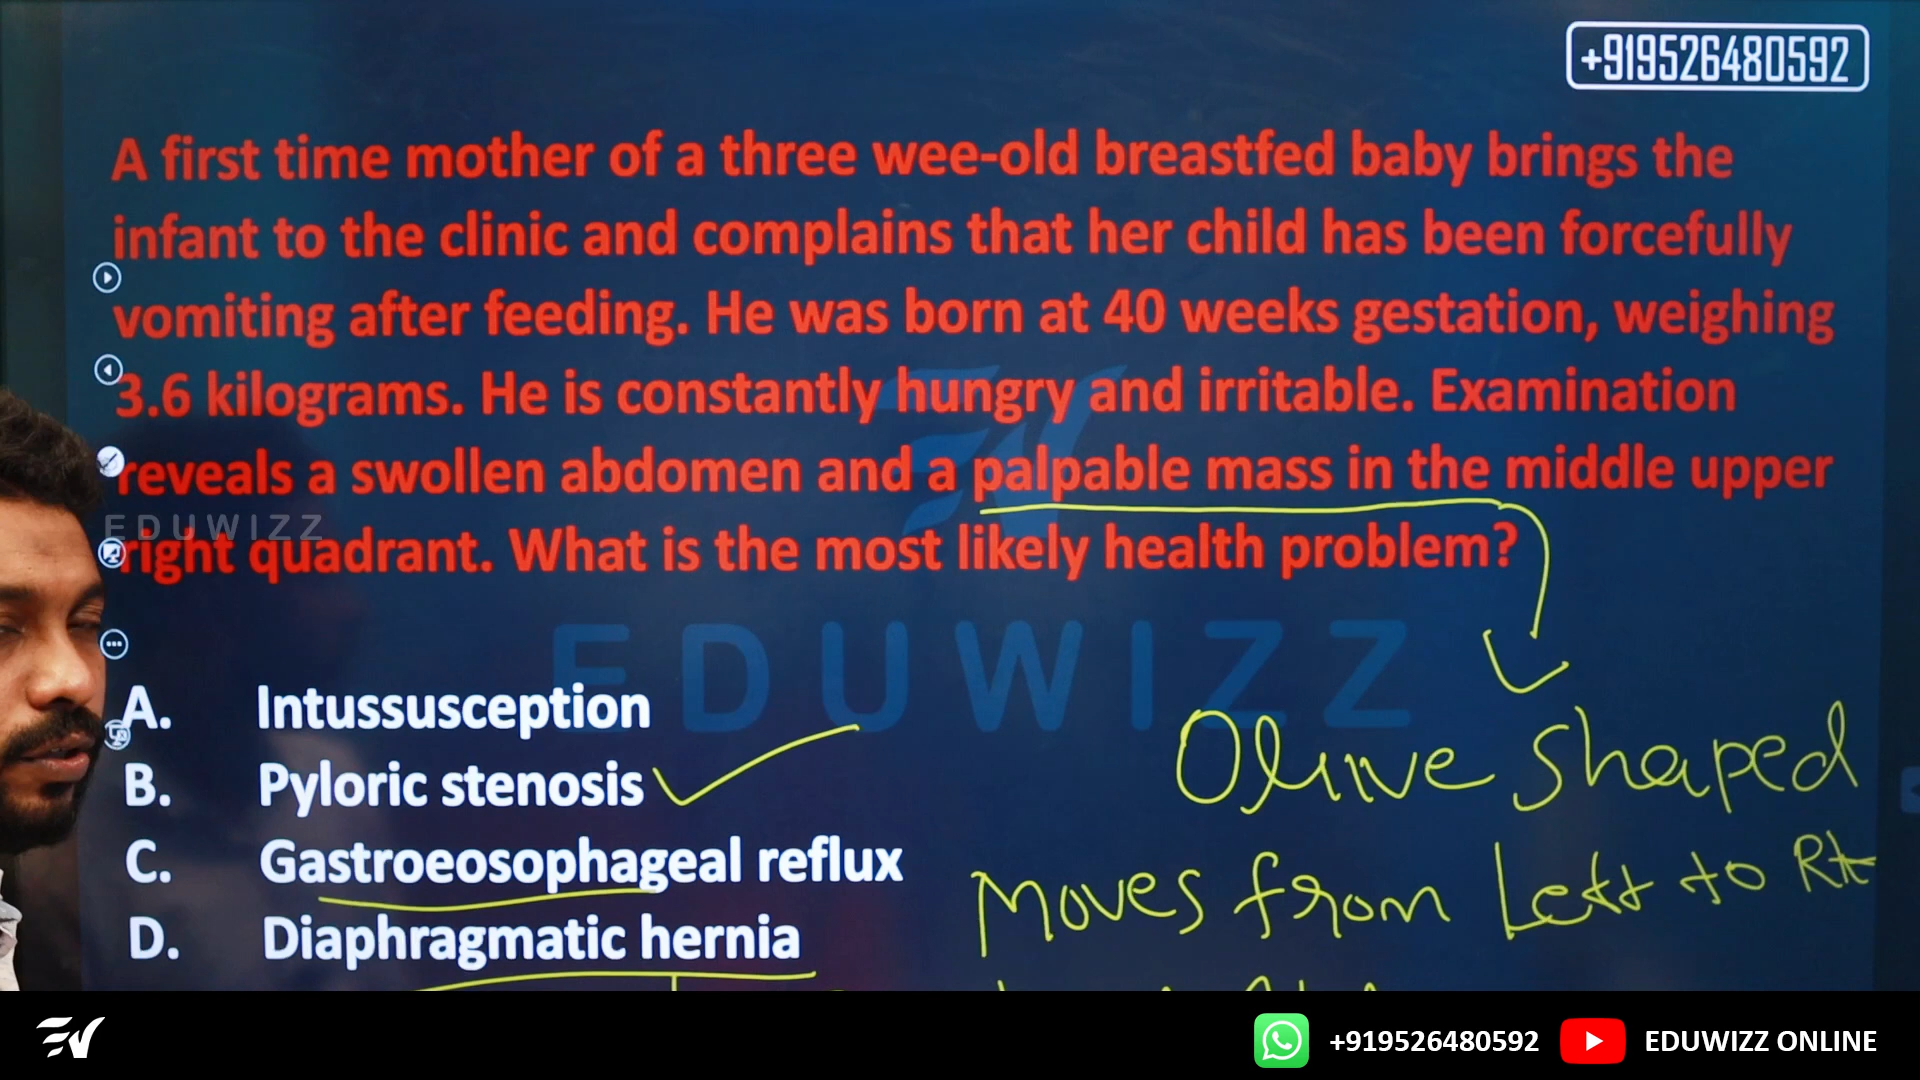 +919526480592
A first time mother of a three wee-old breastfed baby brings the
infant to the clinic and complains that her child has been forcefully
vomiting after feeding. He was born at 40 weeks gestation, weighing
3.6 kilograms. He is constantly hungry and irritable. Examination
reveals a swollen abdomen and a palpable mass in the middle upper
EDUWIZZ
right quadrant. What is the most likely health problem?
EDUWIZZ
A. Intussusception
B. Pyloric stenosis
Olive shaped
C. Gastroeosophageal reflux
Moves from Left to Rt
D. Diaphragmatic hernia
+919526480592 EDUWIZZ ONLINE